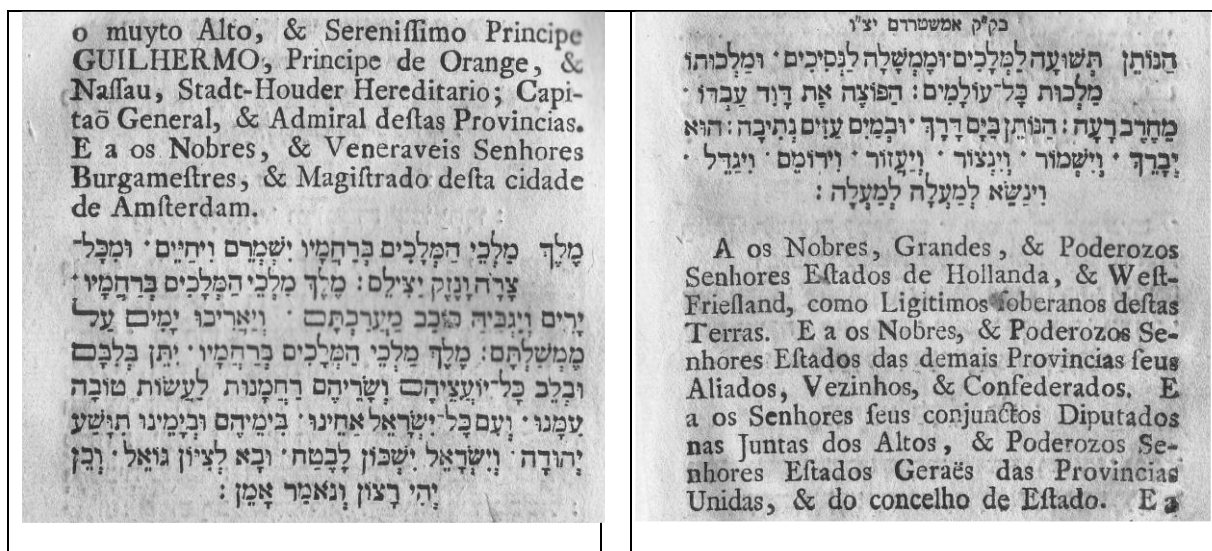 בק"ק אמשטרדם יצ"ו
הַנּוֹתֵן תְּשׁוּעָה לַמְּלָכִים· וּמֶמְשָׁלָה לַנְּסִיכִים· וּמַלְכוּתוֹ
מַלְכוּת כָּל־עוֹלָמִים: הַפּוֹצֶה אֶת דָּוִד עַבְדּוֹ·
מֵחֶרֶב רָעָה: הַנּוֹתֵן בַּיָּם דֶּרֶךְ· וּבְמַיִם עַזִּים נְתִיבָה: הוּא
יְבָרֵךְ· וְיִשְׁמוֹר· וְיִנְצוֹר· וְיַעֲזוֹר· וִירוֹמֵם· וִיגַדֵּל·
וִינַשֵּׂא לְמַעְלָה לְמַעְלָה:
A os Nobres, Grandes, & Poderozos
Senhores Eſtados de Hollanda, & Weſt-
Frieſland, como Ligitimos ſoberanos deſtas
Terras. E a os Nobres, & Poderozos Se-
nhores Eſtados das demais Provincias ſeus
Aliados, Vezinhos, & Confederados. E
a os Senhores ſeus conjunctos Diputados
nas Juntas dos Altos, & Poderozos Se-
nhores Eſtados Geraës das Provincias
Unidas, & do concelho de Eſtado. E a
o muyto Alto, & Sereniſſimo Principe
GUILHERMO, Principe de Orange, &
Naſſau, Stadt-Houder Hereditario; Capi-
taõ General, & Admiral deſtas Provincias.
E a os Nobres, & Veneraveis Senhores
Burgameſtres, & Magiſtrado deſta cidade
de Amſterdam.
מֶלֶךְ מַלְכֵי הַמְּלָכִים בְּרַחֲמָיו יִשְׁמְרֵם וִיחַיֵּים· וּמִכָּל־
צָרָה וָנֶזֶק יַצִּילֵם: מֶלֶךְ מַלְכֵי הַמְּלָכִים בְּרַחֲמָיו·
יָרִים וְיַגְבִּיהַּ כּוֹכַב מַעֲרַכְתָּם· וְיַאֲרִיכוּ יָמִים עַל
מֶמְשַׁלְתָּם: מֶלֶךְ מַלְכֵי הַמְּלָכִים בְּרַחֲמָיו· יִתֵּן בְּלִבָּם
וּבְלֵב כָּל־יוֹעֲצֵיהֶם וְשָׂרֵיהֶם רַחֲמָנוּת לַעֲשׂוֹת טוֹבָה
עִמָּנוּ· וְעִם כָּל־יִשְׂרָאֵל אַחֵינוּ· בִּימֵיהֶם וּבְיָמֵינוּ תִּוָּשַׁע
יְהוּדָה· וְיִשְׂרָאֵל יִשְׁכּוֹן לָבֶטַח· וּבָא לְצִיּוֹן גּוֹאֵל· וְכֵן
יְהִי רָצוֹן וְנֹאמַר אָמֵן: